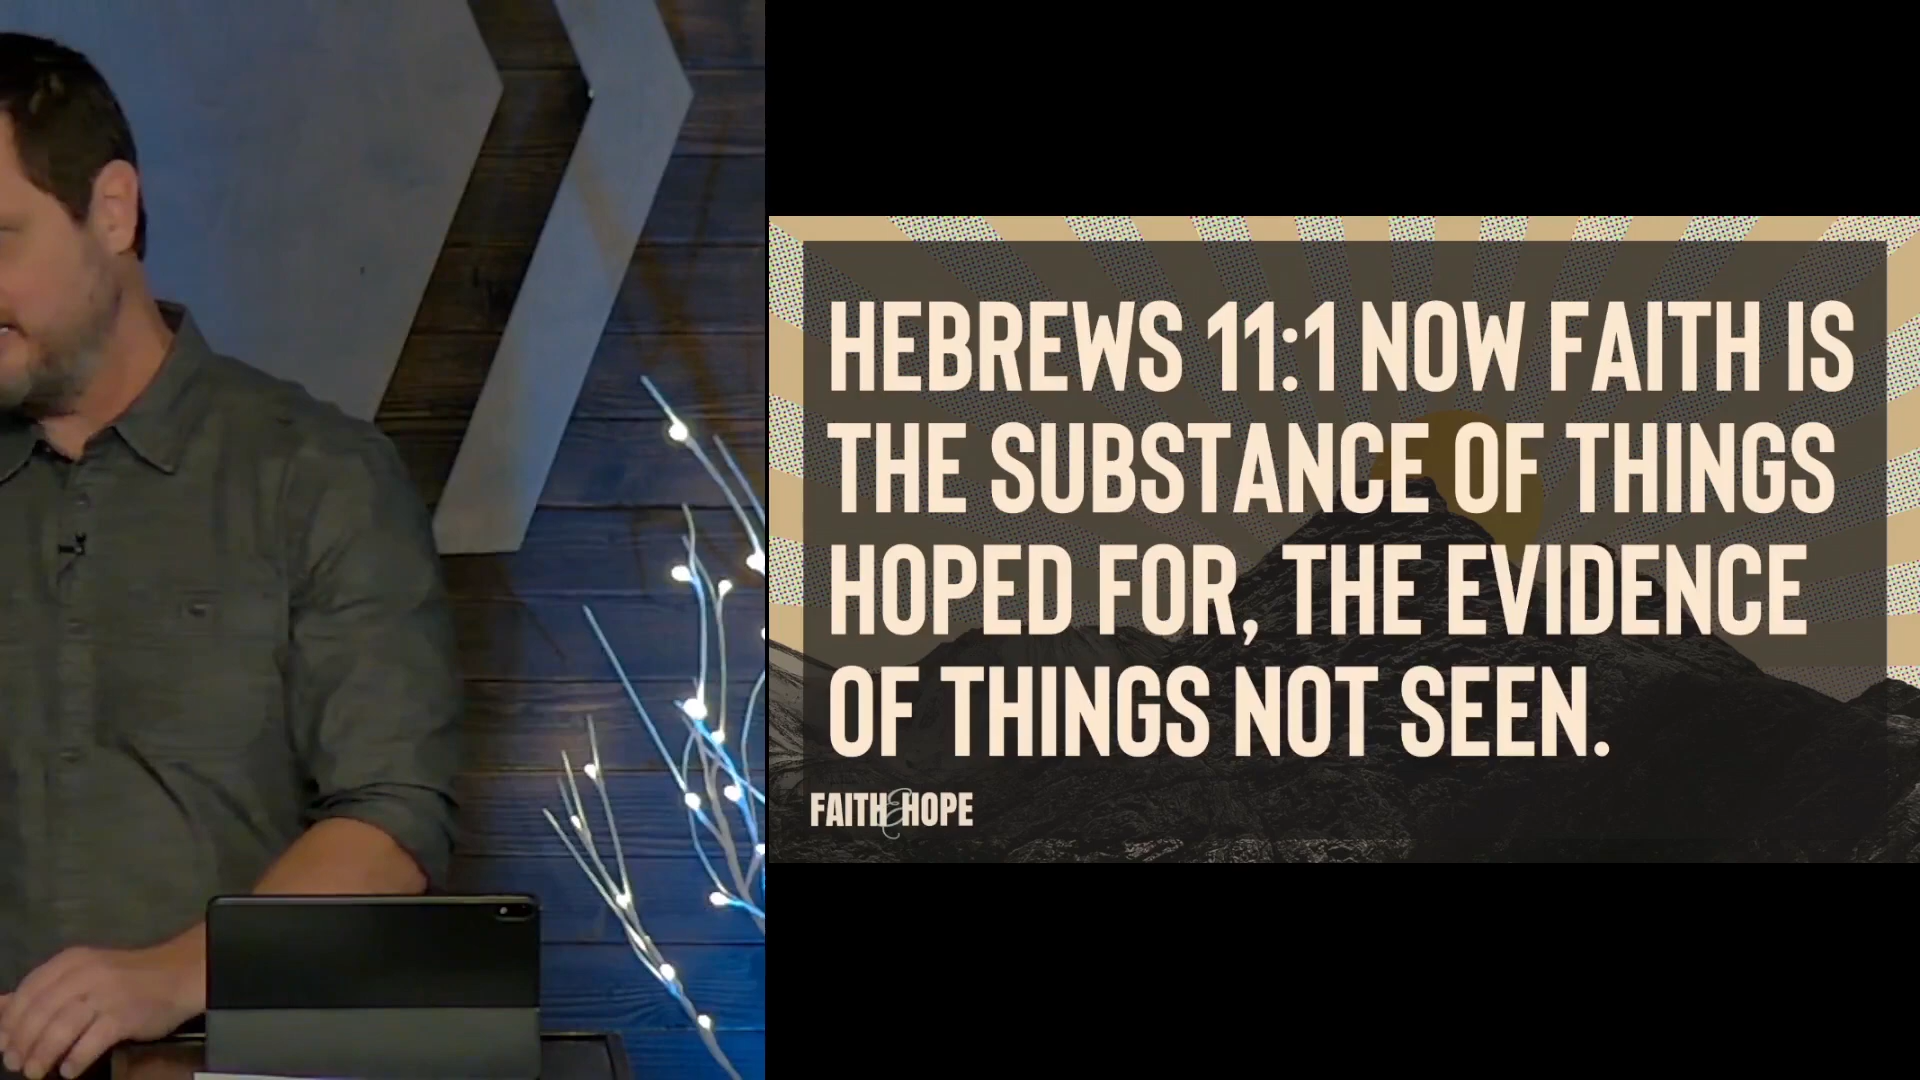 HEBREWS 11:1 NOW FAITH IS
THE SUBSTANCE OF THINGS
HOPED FOR, THE EVIDENCE
OF THINGS NOT SEEN.
FAITH & HOPE